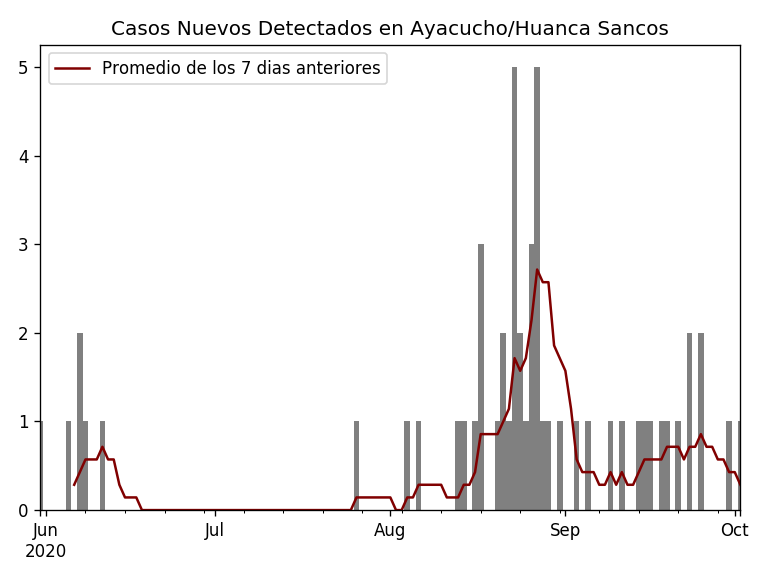 Casos Nuevos Detectados en Ayacucho/Huanca Sancos
Promedio de los 7 dias anteriores
5
4
3
2
1
0
Jun Jul Aug Sep Oct
2020